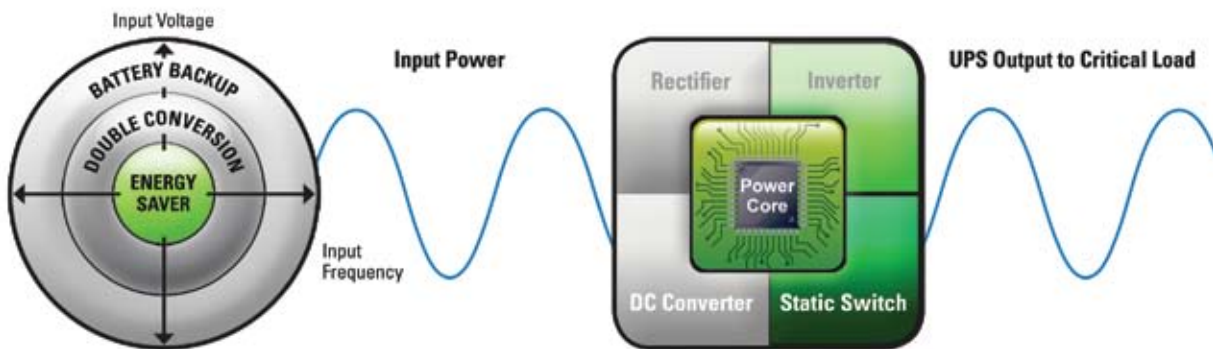 Input Voltage
BATTERY BACKUP
DOUBLE CONVERSION
ENERGY
SAVER
Input
Frequency
Input Power
Rectifier
Inverter
Power
Core
DC Converter
Static Switch
UPS Output to Critical Load